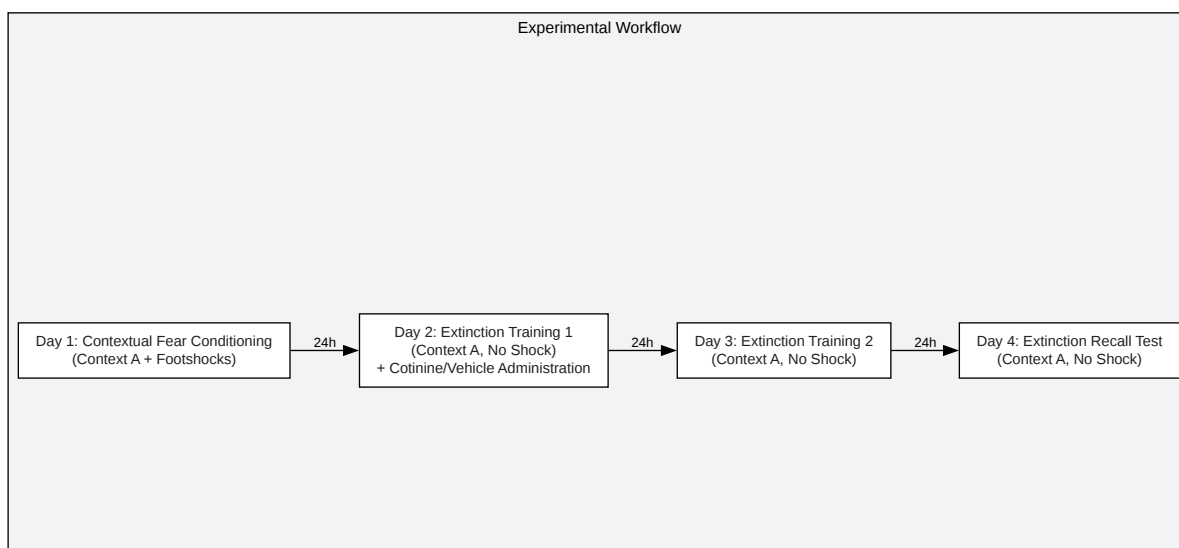 Experimental Workflow
Day 1: Contextual Fear Conditioning
(Context A + Footshocks)
24h
Day 2: Extinction Training 1
(Context A, No Shock)
+ Cotinine/Vehicle Administration
24h
Day 3: Extinction Training 2
(Context A, No Shock)
24h
Day 4: Extinction Recall Test
(Context A, No Shock)